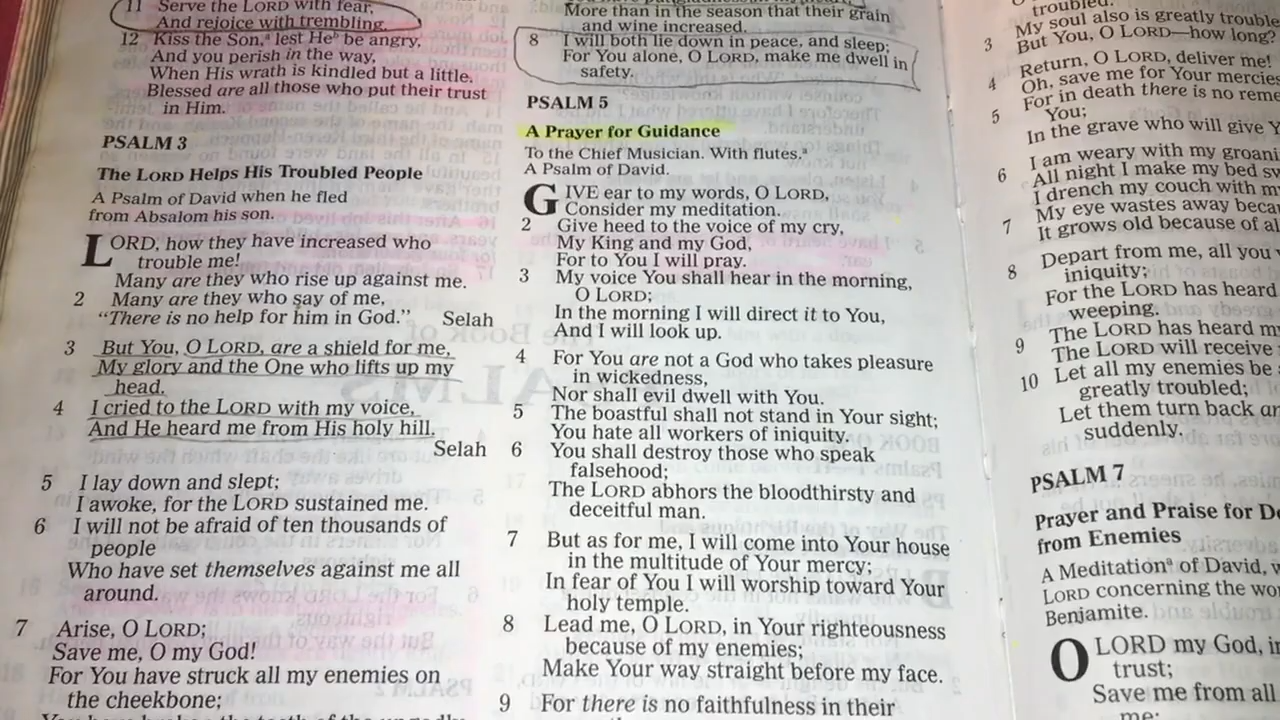 11 Serve the LORD with fear,
And rejoice with trembling.
12 Kiss the Son,ᵃ lest Heᵇ be angry,
And you perish in the way,
When His wrath is kindled but a little.
Blessed are all those who put their trust
in Him.
PSALM 3
The LORD Helps His Troubled People
A Psalm of David when he fled
from Absalom his son.
LORD, how they have increased who
trouble me!
Many are they who rise up against me.
2 Many are they who say of me,
“There is no help for him in God.” Selah
3 But You, O LORD, are a shield for me,
My glory and the One who lifts up my
head.
4 I cried to the LORD with my voice,
And He heard me from His holy hill.
Selah
5 I lay down and slept;
I awoke, for the LORD sustained me.
6 I will not be afraid of ten thousands of
people
Who have set themselves against me all
around.
7 Arise, O LORD;
Save me, O my God!
For You have struck all my enemies on
the cheekbone;
More than in the season that their grain
and wine increased.
8 I will both lie down in peace, and sleep;
For You alone, O LORD, make me dwell in
safety.
PSALM 5
A Prayer for Guidance
To the Chief Musician. With flutes.ᵃ
A Psalm of David.
GIVE ear to my words, O LORD,
Consider my meditation.
2 Give heed to the voice of my cry,
My King and my God,
For to You I will pray.
3 My voice You shall hear in the morning,
O LORD;
In the morning I will direct it to You,
And I will look up.
4 For You are not a God who takes pleasure
in wickedness,
Nor shall evil dwell with You.
5 The boastful shall not stand in Your sight;
You hate all workers of iniquity.
6 You shall destroy those who speak
falsehood;
The LORD abhors the bloodthirsty and
deceitful man.
7 But as for me, I will come into Your house
in the multitude of Your mercy;
In fear of You I will worship toward Your
holy temple.
8 Lead me, O LORD, in Your righteousness
because of my enemies;
Make Your way straight before my face.
9 For there is no faithfulness in their
troubled.
My soul also is greatly
3 But You, O LORD—how long?
4 Return, O LORD, deliver me!
Oh, save me for Your mercies
5 For in death there is no
You;
In the grave who will give
6 I am weary with my
All night I make my bed
I drench my couch with
7 My eye wastes away
It grows old because of
8 Depart from me, all you
iniquity;
For the LORD has heard
weeping.
9 The LORD has heard
The LORD will receive
10 Let all my enemies be
greatly troubled;
Let them turn back
suddenly.
PSALM 7
Prayer and Praise for
from Enemies
A Meditationᵃ of David,
LORD concerning the
Benjamite.
O LORD my God,
trust;
Save me from all
me;